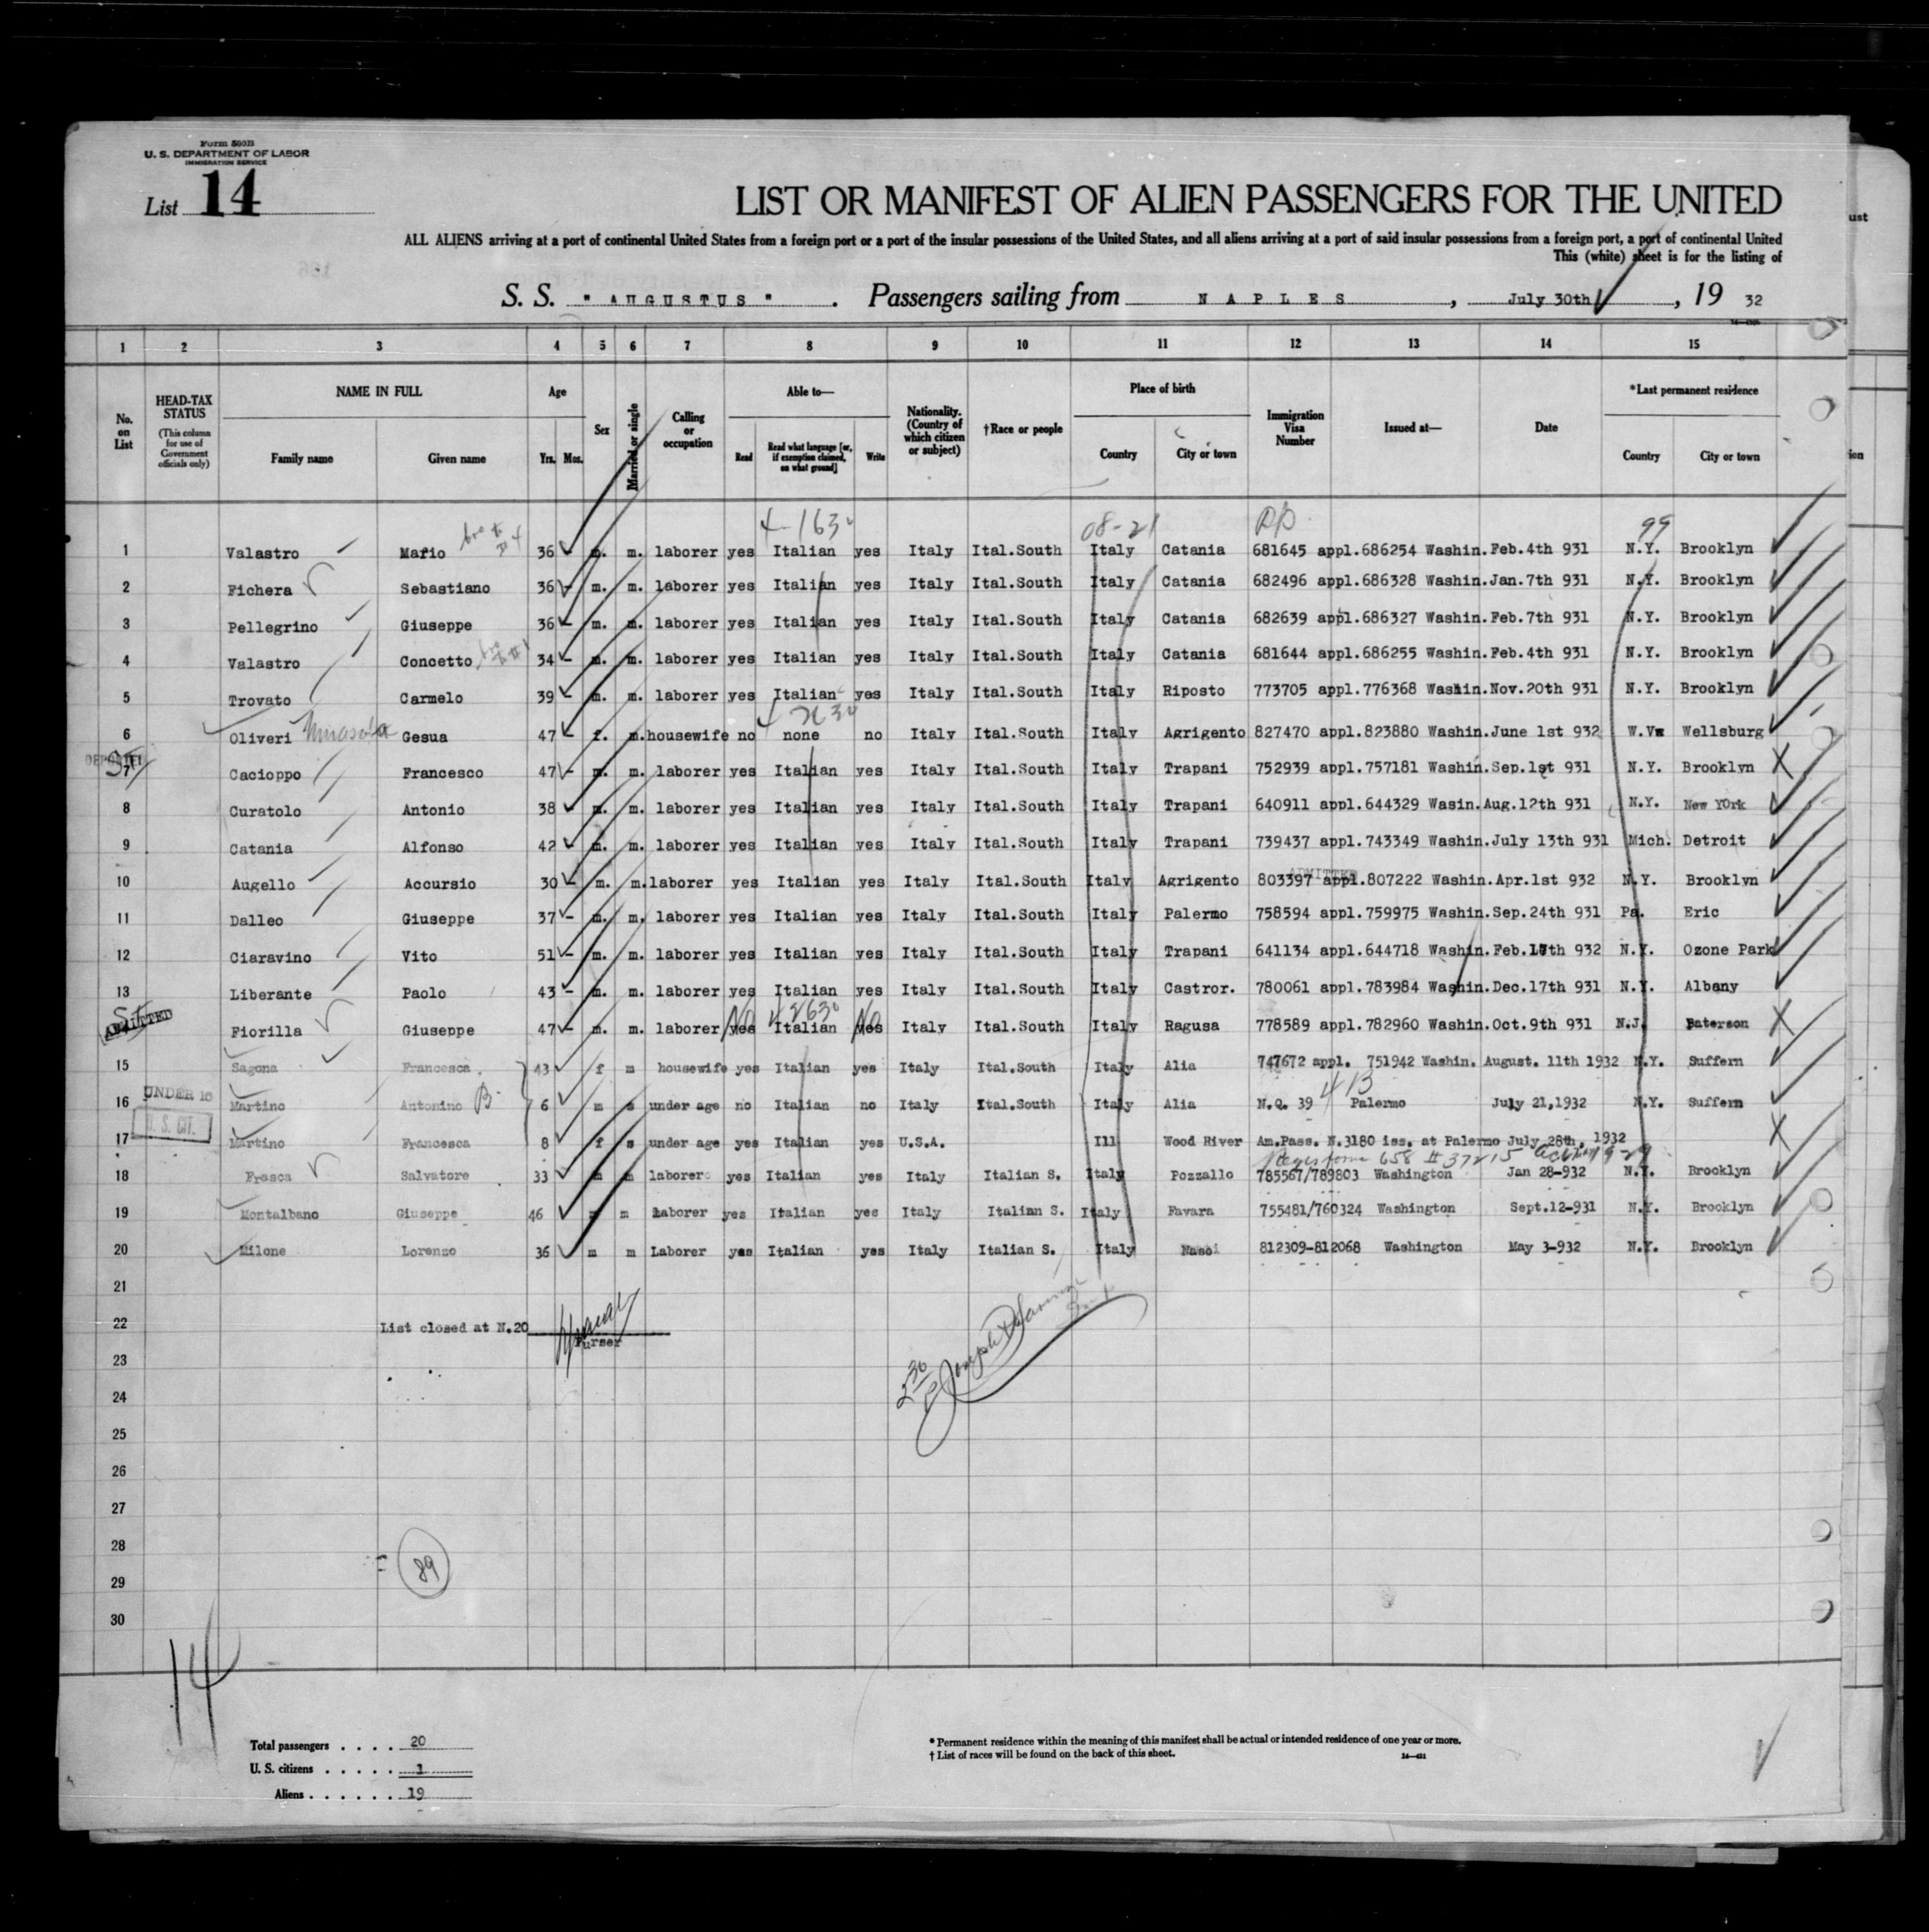 Form 500B
U. S. DEPARTMENT OF LABOR
IMMIGRATION SERVICE
List 14
LIST OR MANIFEST OF ALIEN PASSENGERS FOR THE UNITED
ALL ALIENS arriving at a port of continental United States from a foreign port or a port of the insular possessions of the United States, and all aliens arriving at a port of said insular possessions from a foreign port, a port of continental United
This (white) sheet is for the listing of
S. S. " AUGUSTUS " . Passengers sailing from N A P L E S , July 30th , 19 32
1 2 3 4 5 6 7 8 9 10 11 12 13 14 15
No. on List
HEAD-TAX STATUS
(This column for use of Government officials only)
NAME IN FULL
Family name Given name
Age
Yrs. Mos.
Sex
Married or single
Calling or occupation
Able to—
Read Read what language [or, if exemption claimed, on what ground] Write
Nationality. (Country of which citizen or subject)
†Race or people
Place of birth
Country City or town
Immigration Visa Number
Issued at—
Date
*Last permanent residence
Country City or town
4-1630 08-21 99
1 Valastro Mario 36 m. m. laborer yes Italian yes Italy Ital.South Italy Catania 681645 appl.686254 Washin.Feb.4th 931 N.Y. Brooklyn
2 Fichera Sebastiano 36 m. m. laborer yes Italian yes Italy Ital.South Italy Catania 682496 appl.686328 Washin.Jan.7th 931 N.Y. Brooklyn
3 Pellegrino Giuseppe 36 m. m. laborer yes Italian yes Italy Ital.South Italy Catania 682639 appl.686327 Washin.Feb.7th 931 N.Y. Brooklyn
4 Valastro Concetto 34 m. m. laborer yes Italian yes Italy Ital.South Italy Catania 681644 appl.686255 Washin.Feb.4th 931 N.Y. Brooklyn
5 Trovato Carmelo 39 m. m. laborer yes Italian yes Italy Ital.South Italy Riposto 773705 appl.776368 Washin.Nov.20th 931 N.Y. Brooklyn
6 Oliveri Gesua 47 f. m. housewife no none no Italy Ital.South Italy Agrigento 827470 appl.823880 Washin.June 1st 932 W.Va Wellsburg
7 Cacioppo Francesco 47 m. m. laborer yes Italian yes Italy Ital.South Italy Trapani 752939 appl.757181 Washin.Sep.1st 931 N.Y. Brooklyn
8 Curatolo Antonio 38 m. m. laborer yes Italian yes Italy Ital.South Italy Trapani 640911 appl.644329 Wasin.Aug.12th 931 N.Y. New YOrk
9 Catania Alfonso 42 m. m. laborer yes Italian yes Italy Ital.South Italy Trapani 739437 appl.743349 Washin.July 13th 931 Mich. Detroit
ADMITTED
10 Augello Accursio 30 m. m. laborer yes Italian yes Italy Ital.South Italy Agrigento 803397 appl.807222 Washin.Apr.1st 932 N.Y. Brooklyn
11 Dalleo Giuseppe 37 m. m. laborer yes Italian yes Italy Ital.South Italy Palermo 758594 appl.759975 Washin.Sep.24th 931 Pa. Eric
12 Ciaravino Vito 51 m. m. laborer yes Italian yes Italy Ital.South Italy Trapani 641134 appl.644718 Washin.Feb. 932 N.Y. Ozone Park
13 Liberante Paolo 43 m. m. laborer yes Italian yes Italy Ital.South Italy Castror. 780061 appl.783984 Washin.Dec.17th 931 N.Y. Albany
No No
ADMITTED Fiorilla Giuseppe 47 m. m. laborer yes Italian yes Italy Ital.South Italy Ragusa 778589 appl.782960 Washin.Oct.9th 931 N.J. Paterson
15 Sagona Francesca 43 f m housewife yes Italian yes Italy Ital.South Italy Alia 747672 appl. 751942 Washin. August. 11th 1932 N.Y. Suffern
UNDER 16
16 Martino Antonino B 6 m s under age no Italian no Italy Ital.South Italy Alia N.Q. 39 Palermo July 21,1932 N.Y. Suffern
U. S. CIT.
17 Martino Francesca 8 f s under age yes Italian yes U.S.A. Ill Wood River Am.Pass. N.3180 iss. at Palermo July 28th, 1932
18 Frasca Salvatore 33 m m laborer yes Italian yes Italy Italian S. Italy Pozzallo 785567/789803 Washington Jan 28-932 N.Y. Brooklyn
19 Montalbano Giuseppe 46 m m laborer yes Italian yes Italy Italian S. Italy Favara 755481/760324 Washington Sept.12-931 N.Y. Brooklyn
20 Milone Lorenzo 36 m m Laborer yes Italian yes Italy Italian S. Italy Nasoi 812309-812068 Washington May 3-932 N.Y. Brooklyn
21
22 List closed at N.20
Purser
23
24
25
26
27
28
89
29
30
14
Total passengers . . . . 20
U. S. citizens . . . . . 1
Aliens . . . . . . 19
* Permanent residence within the meaning of this manifest shall be actual or intended residence of one year or more.
† List of races will be found on the back of this sheet.